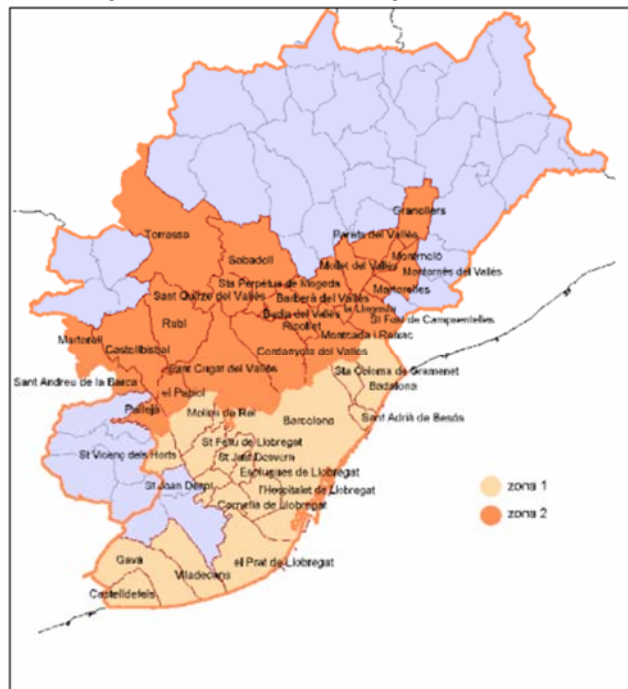 Granollers
Parets del Vallès
Terrassa
Montmeló
Sabadell
Mollet del Vallès
Montornès del Vallès
Sta Perpètua de Mogoda
Martorelles
Sant Quirze del Vallès
Barberà del Vallès
la Llagosta
Badia del Vallès
St Fost de Campsentelles
Rubí
Ripollet
Martorell
Montcada i Reixac
Castellbisbal
Cerdanyola del Vallès
Sant Cugat del Vallès
Sta Coloma de Gramenet
Sant Andreu de la Barca
Badalona
el Papiol
Pallejà
Molins de Rei
Barcelona
Sant Adrià de Besòs
St Feliu de Llobregat
St Vicenç dels Horts
St Just Desvern
Esplugues de Llobregat
St Joan Despí
l'Hospitalet de Llobregat
zona 1
Cornellà de Llobregat
zona 2
Gavà
el Prat de Llobregat
Viladecans
Castelldefels